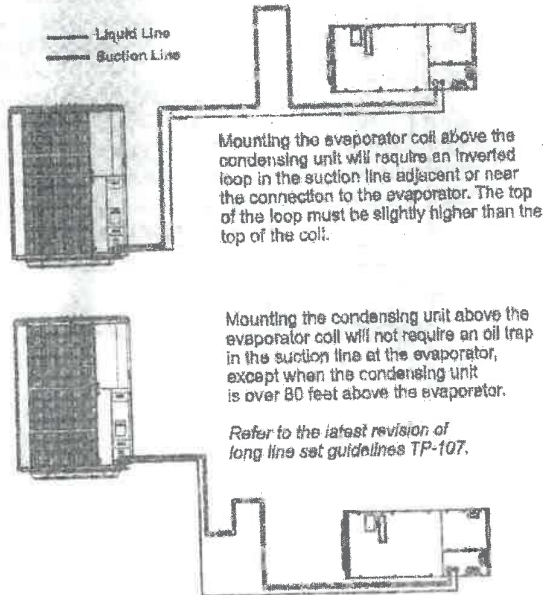 Liquid Line
Suction Line
Mounting the evaporator coil above the
condensing unit will require an inverted
loop in the suction line adjacent or near
the connection to the evaporator. The top
of the loop must be slightly higher than the
top of the coil.
Mounting the condensing unit above the
evaporator coil will not require an oil trap
in the suction line at the evaporator,
except when the condensing unit
is over 80 feet above the evaporator.
Refer to the latest revision of
long line set guidelines TP-107.